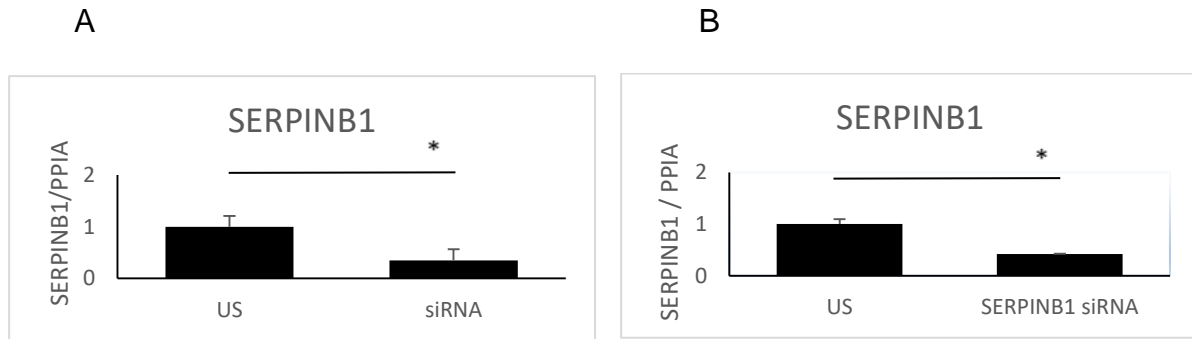 A
SERPINB1
*
SERPINB1/PPIA
2
1
0
US siRNA
B
SERPINB1
*
SERPINB1 / PPIA
2
1
0
US SERPINB1 siRNA